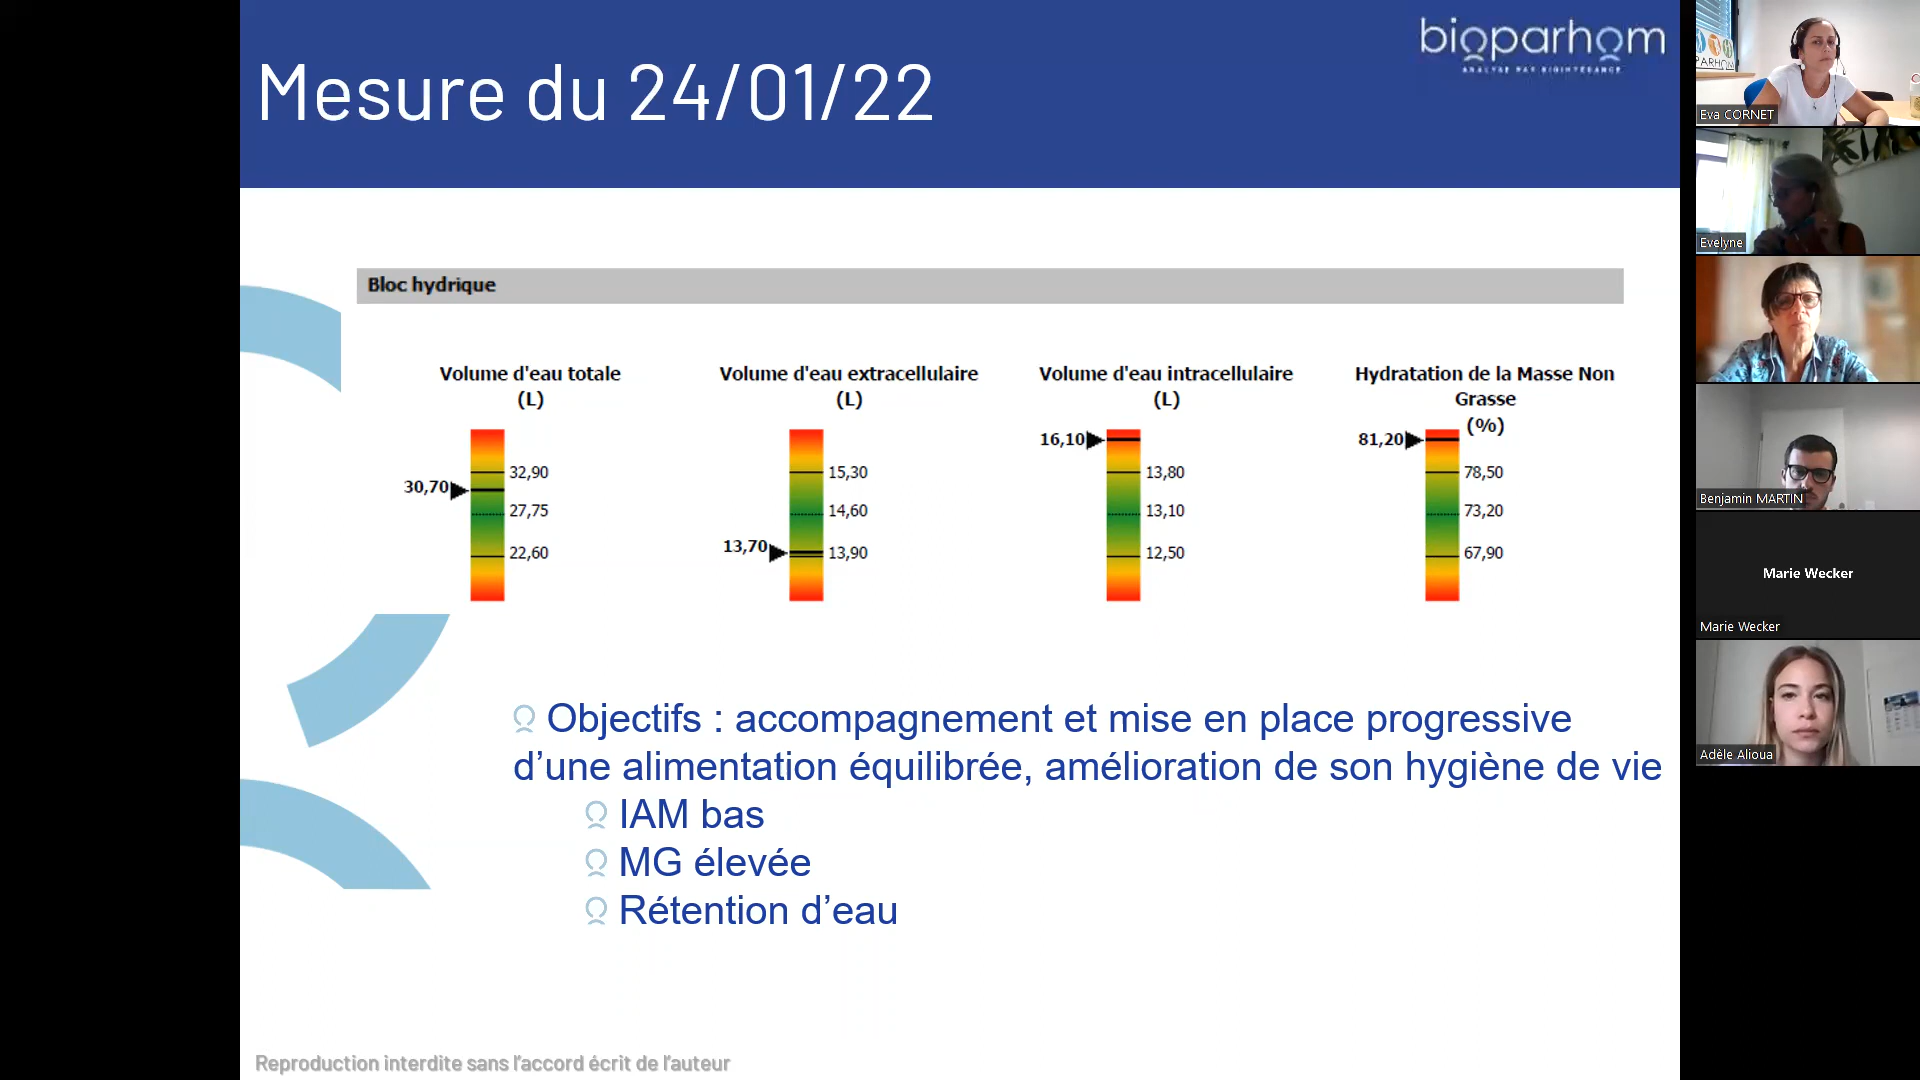 Mesure du 24/01/22
bioparhom
ANALYSE PAR BIOIMPÉDANCE
Bloc hydrique
Volume d'eau totale
(L)
30,70
32,90
27,75
22,60
Volume d'eau extracellulaire
(L)
13,70
15,30
14,60
13,90
Volume d'eau intracellulaire
(L)
16,10
13,80
13,10
12,50
Hydratation de la Masse Non
Grasse
(%)
81,20
78,50
73,20
67,90
Objectifs : accompagnement et mise en place progressive
d’une alimentation équilibrée, amélioration de son hygiène de vie
IAM bas
MG élevée
Rétention d’eau
Reproduction interdite sans l'accord écrit de l'auteur
Eva CORNET
Evelyne
Benjamin MARTIN
Marie Wecker
Marie Wecker
Adèle Alioua